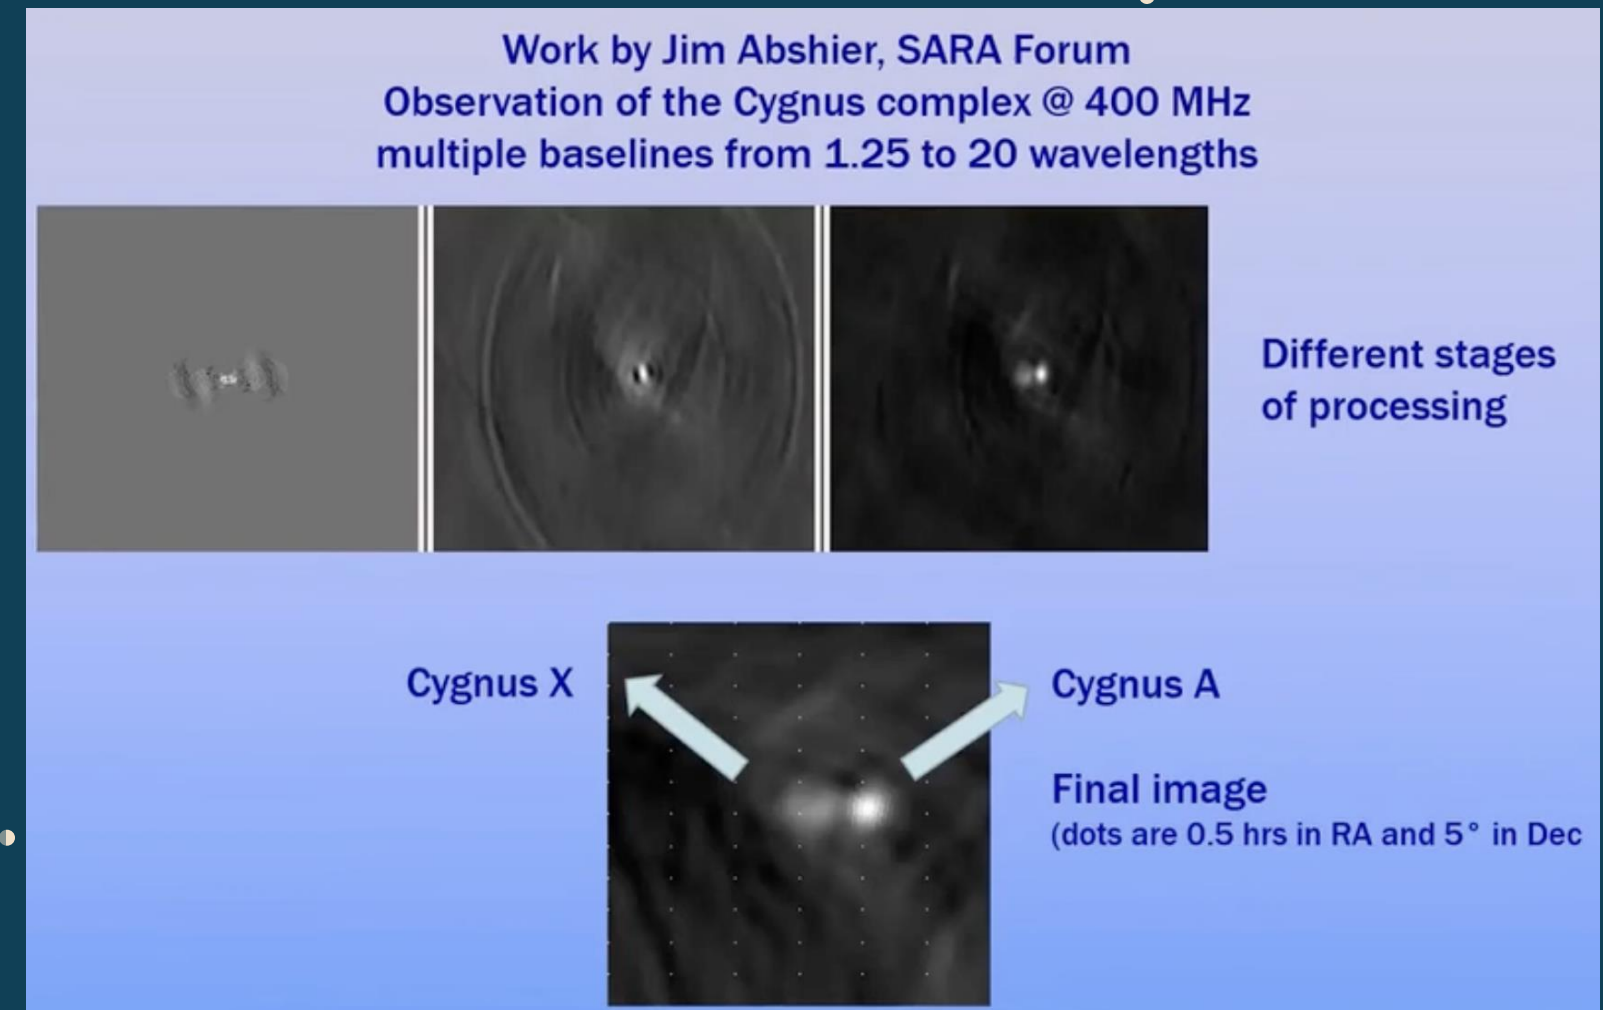 Work by Jim Abshier, SARA Forum
Observation of the Cygnus complex @ 400 MHz
multiple baselines from 1.25 to 20 wavelengths
Different stages
of processing
Cygnus X
Cygnus A
Final image
(dots are 0.5 hrs in RA and 5° in Dec